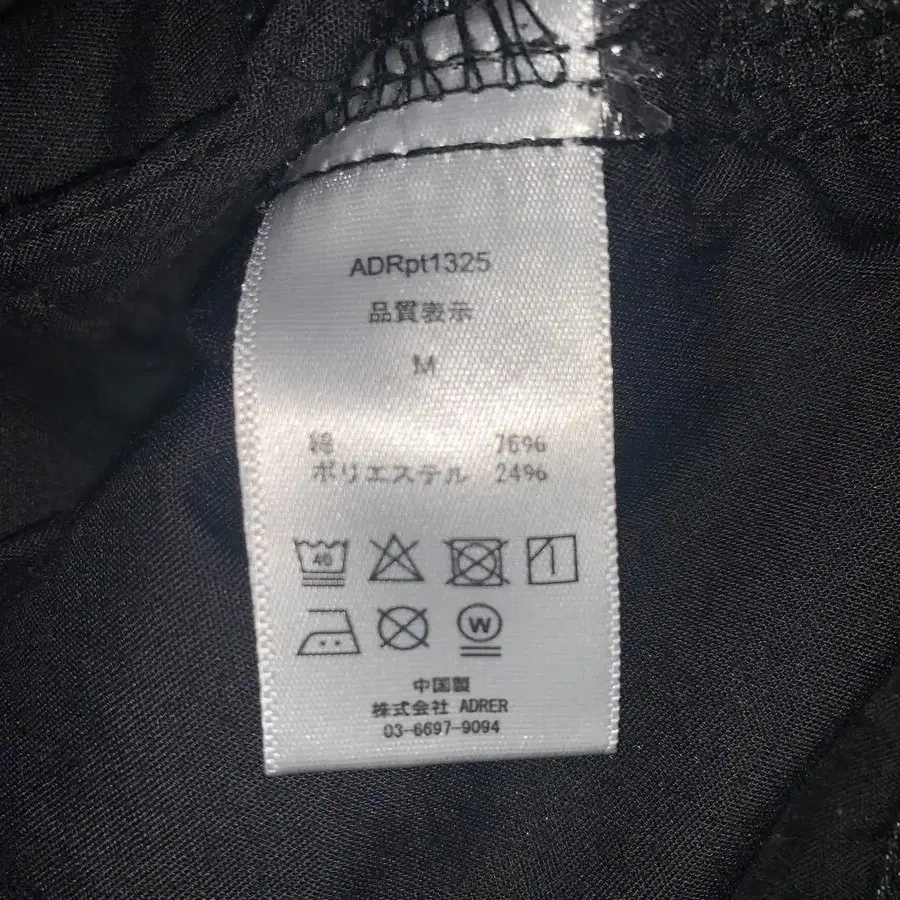 ADRpt1325
品質表示
M
綿 76%
ポリエステル 24%
40
W
中国製
株式会社 ADRER
03-6697-9094